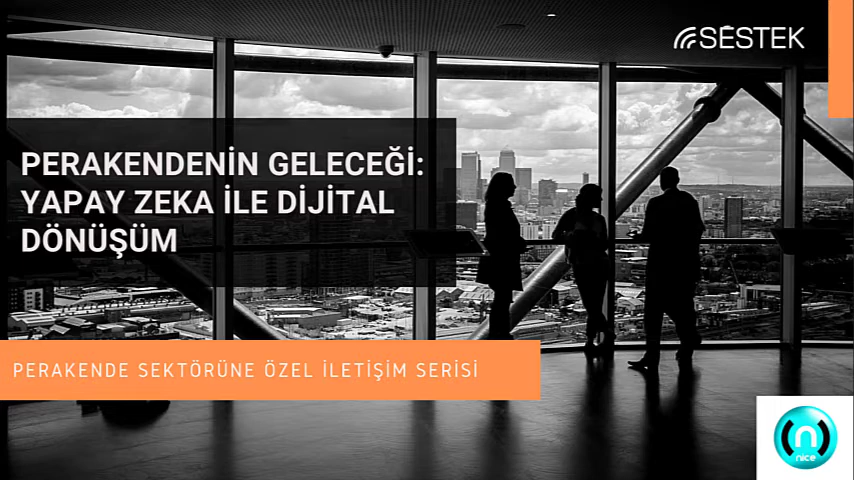 SESTEK
PERAKENDENİN GELECEĞİ:
YAPAY ZEKA İLE DİJİTAL
DÖNÜŞÜM
PERAKENDE SEKTÖRÜNE ÖZEL İLETİŞİM SERİSİ
(n)
nice